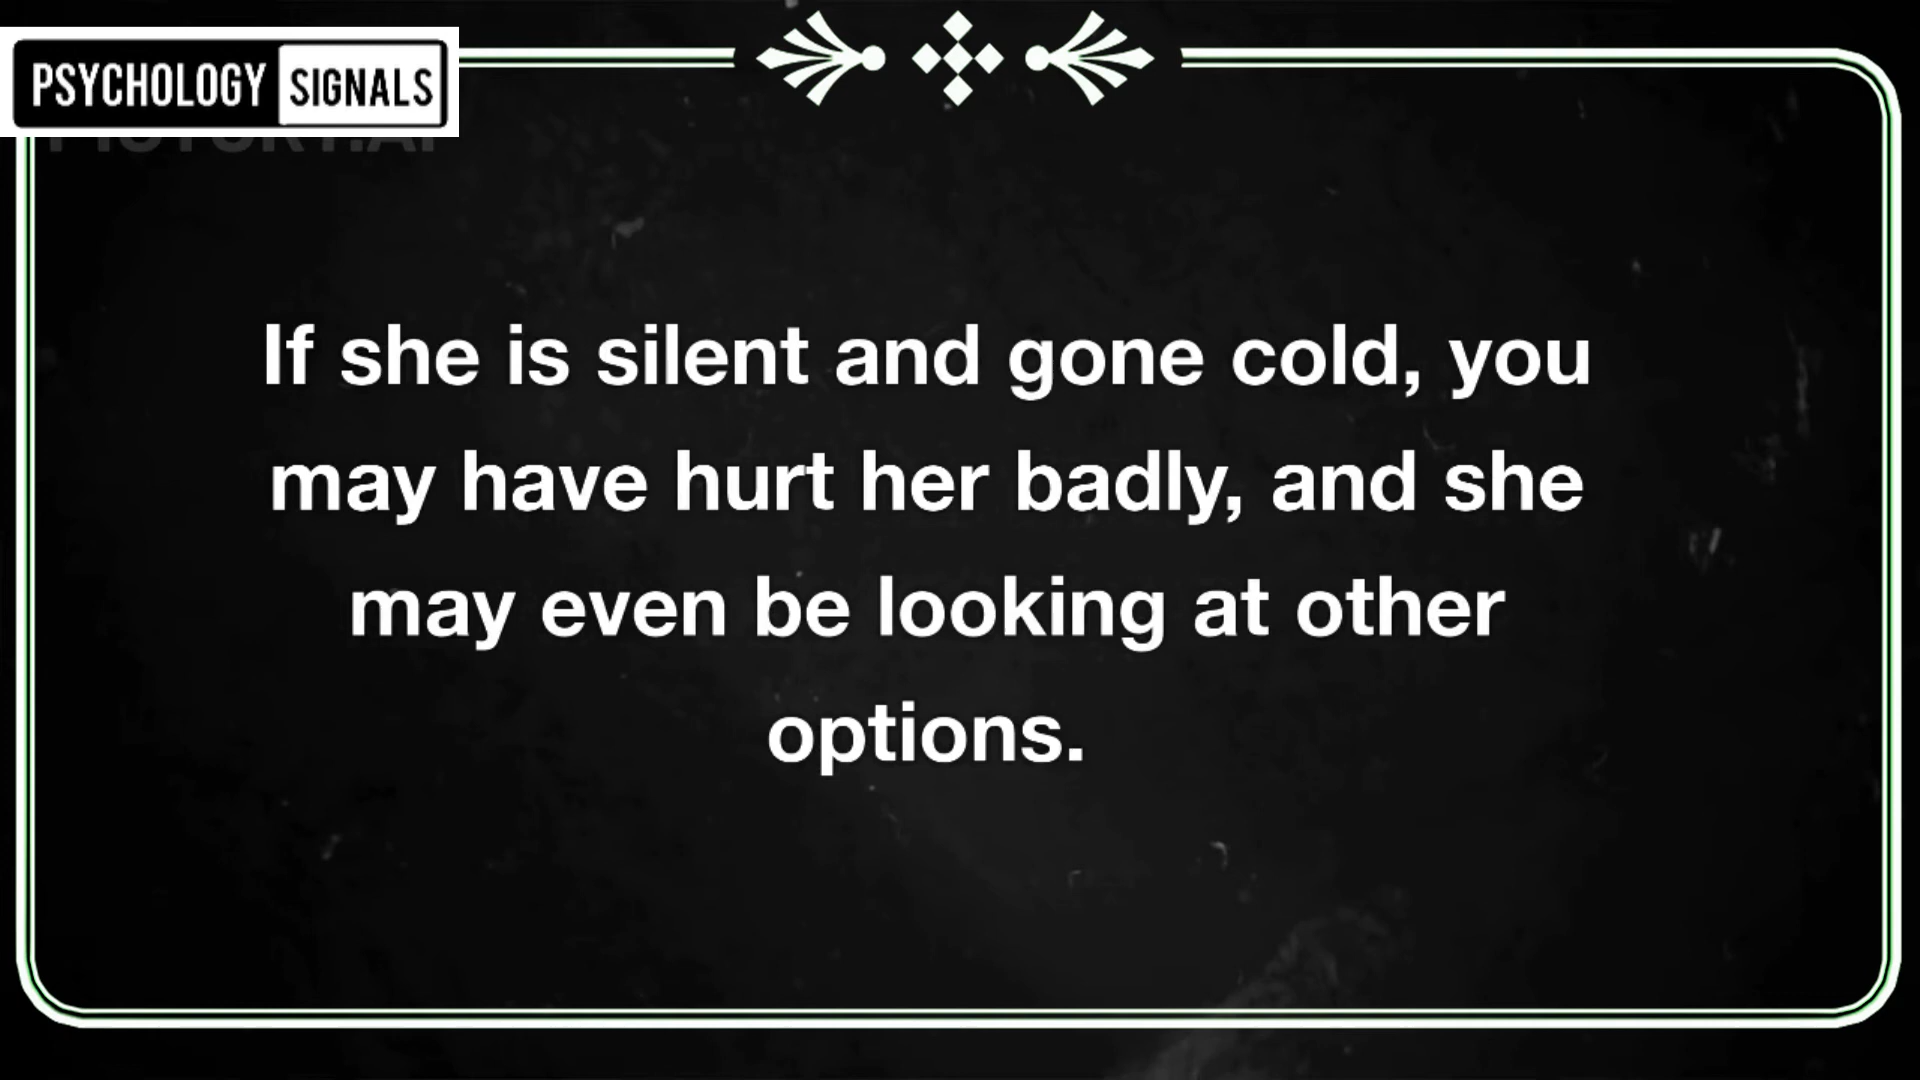 PSYCHOLOGY SIGNALS
If she is silent and gone cold, you
may have hurt her badly, and she
may even be looking at other
options.